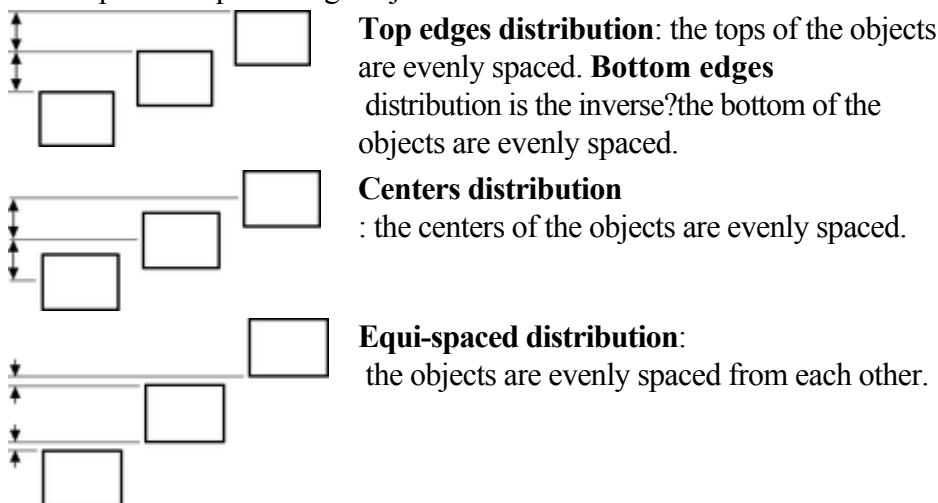 Top edges distribution: the tops of the objects
are evenly spaced. Bottom edges
distribution is the inverse?the bottom of the
objects are evenly spaced.
Centers distribution
: the centers of the objects are evenly spaced.
Equi-spaced distribution:
the objects are evenly spaced from each other.